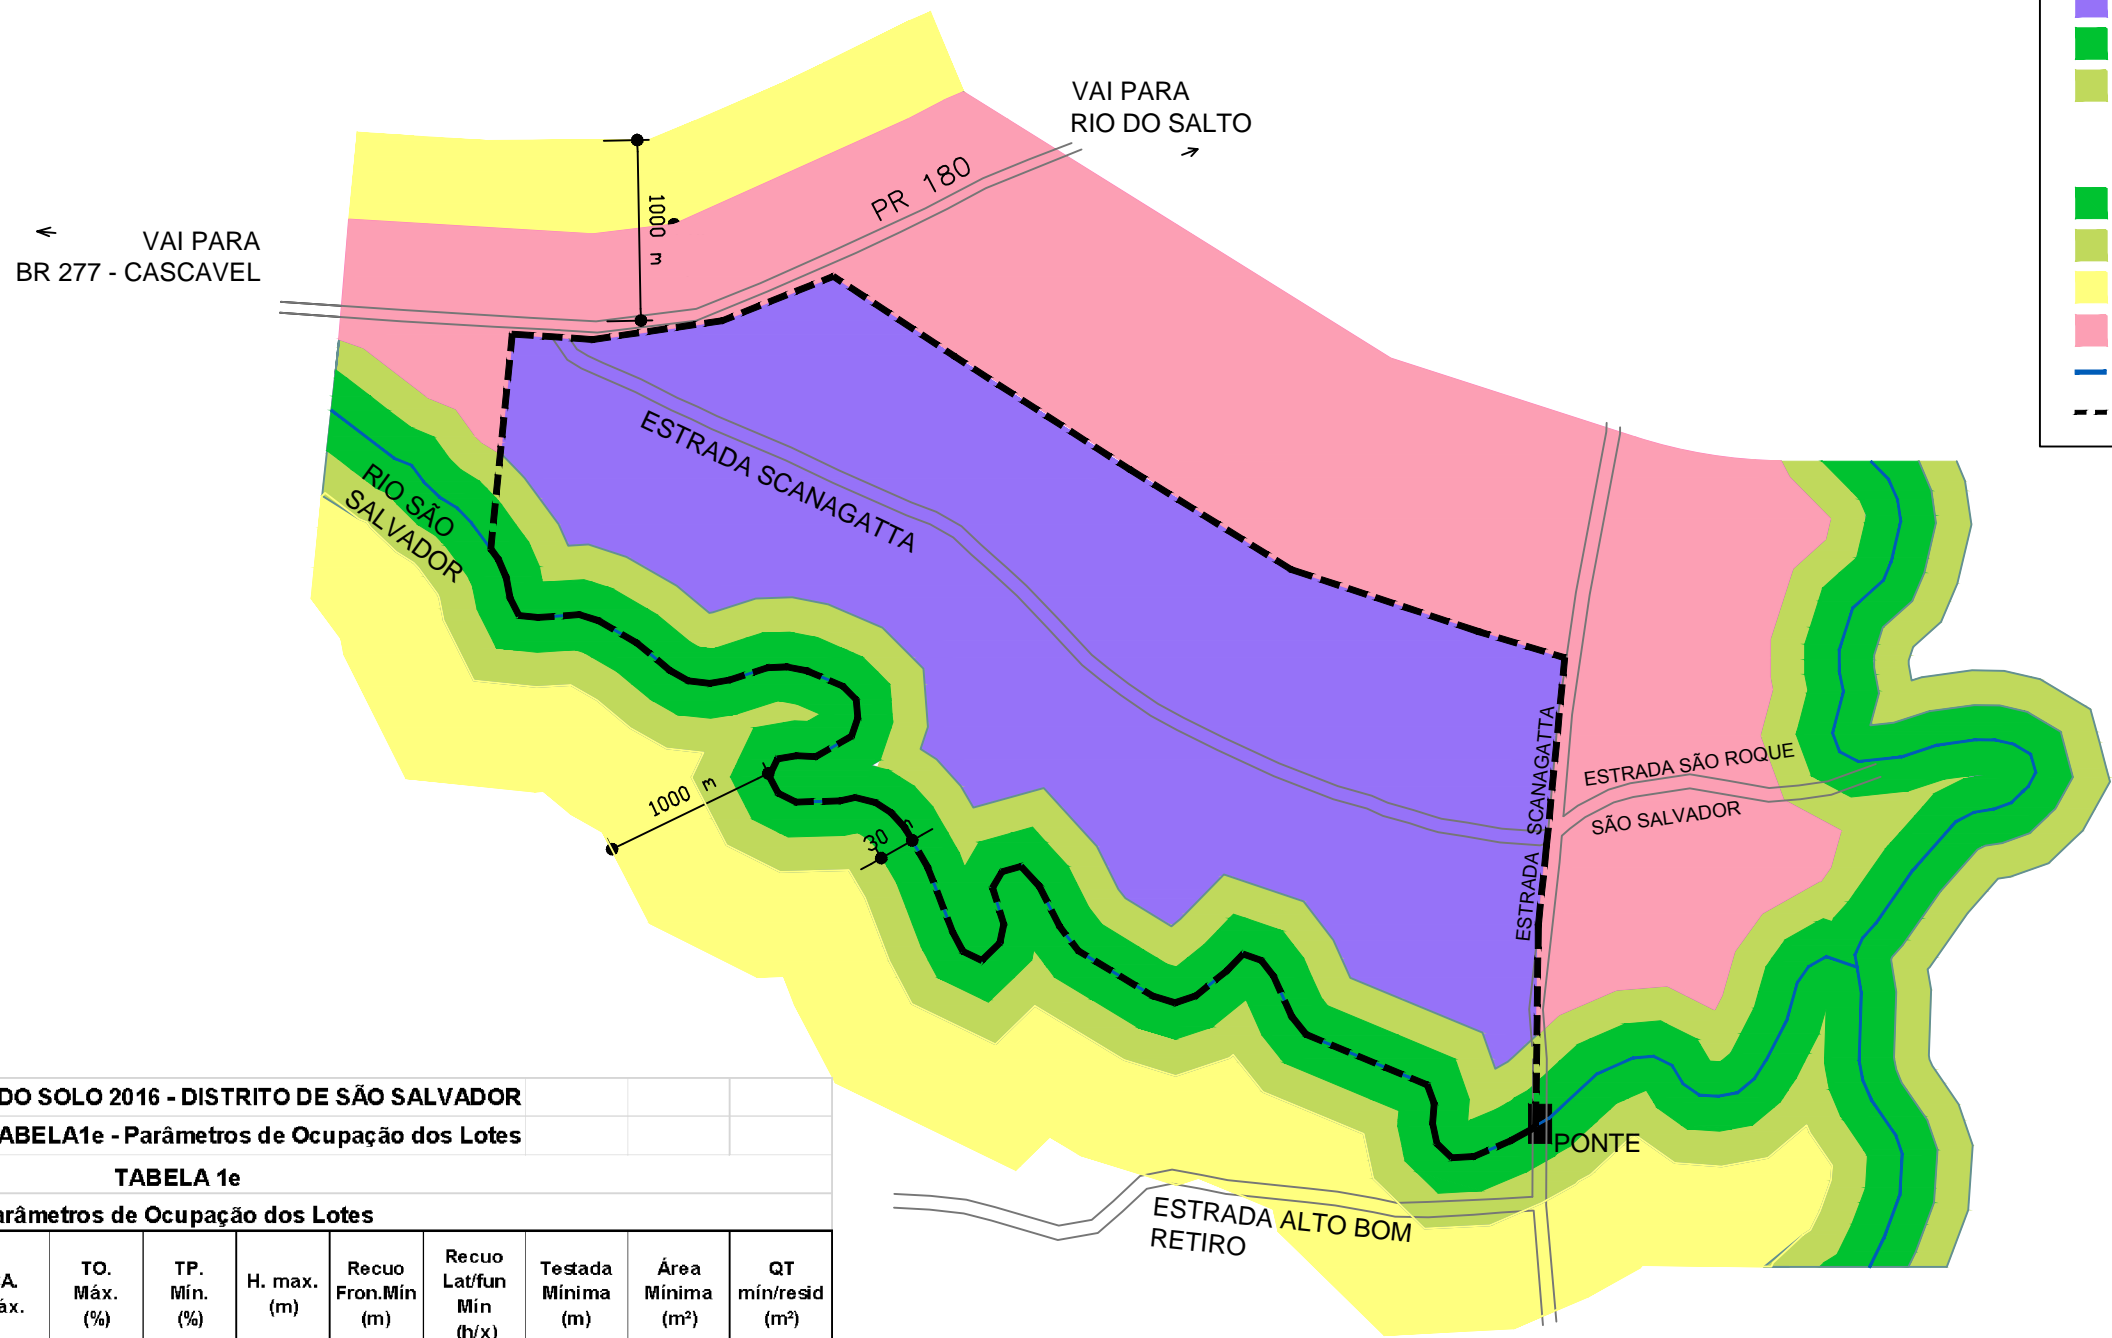 VAI PARA
RIO DO SALTO
PR 180
1000 m
VAI PARA
BR 277 - CASCAVEL
ESTRADA SCANAGATTA
RIO SÃO
SALVADOR
1000 m
30
ESTRADA SCANAGATTA
ESTRADA SÃO ROQUE
SÃO SALVADOR
PONTE
ESTRADA ALTO BOM
RETIRO
DO SOLO 2016 - DISTRITO DE SÃO SALVADOR
ABELA1e - Parâmetros de Ocupação dos Lotes
TABELA 1e
arâmetros de Ocupação dos Lotes
A.
áx.
TO.
Máx.
(%)
TP.
Mín.
(%)
H. max.
(m)
Recuo
Fron.Mín
(m)
Recuo
Lat/fun
Mín
(h/x)
Testada
Mínima
(m)
Área
Mínima
(m²)
QT
mín/resid
(m²)